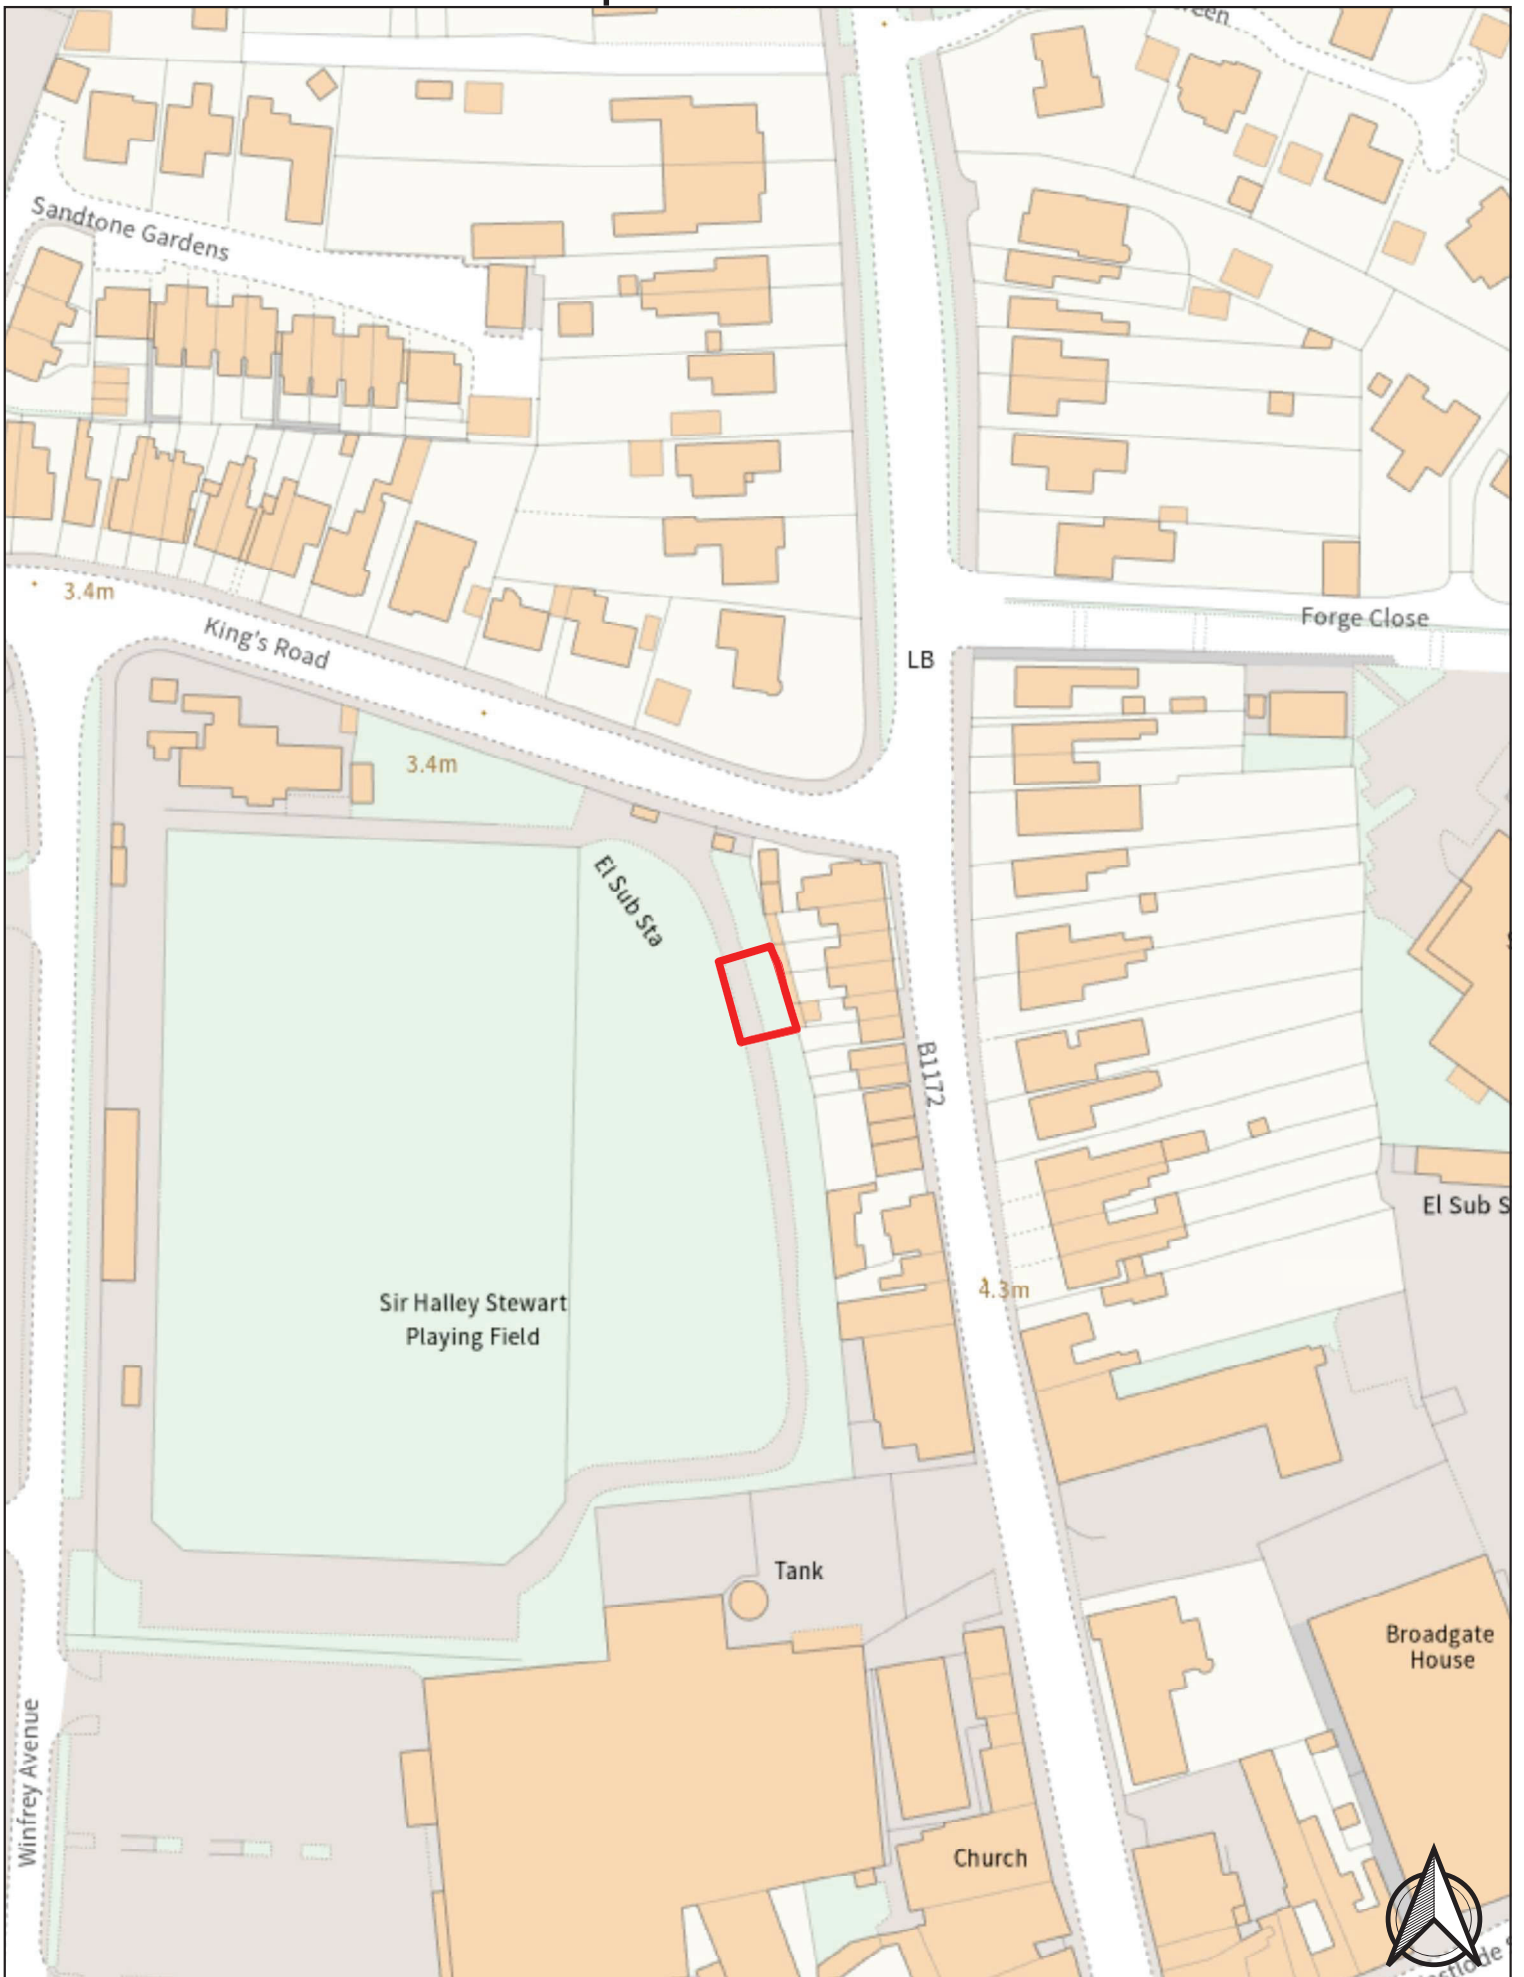 Sandtone Gardens
3.4m
King's Road
Forge Close
LB
3.4m
El Sub Sta
B1172
El Sub S
4.3m
Sir Halley Stewart
Playing Field
Tank
Broadgate
House
Winfrey Avenue
Church